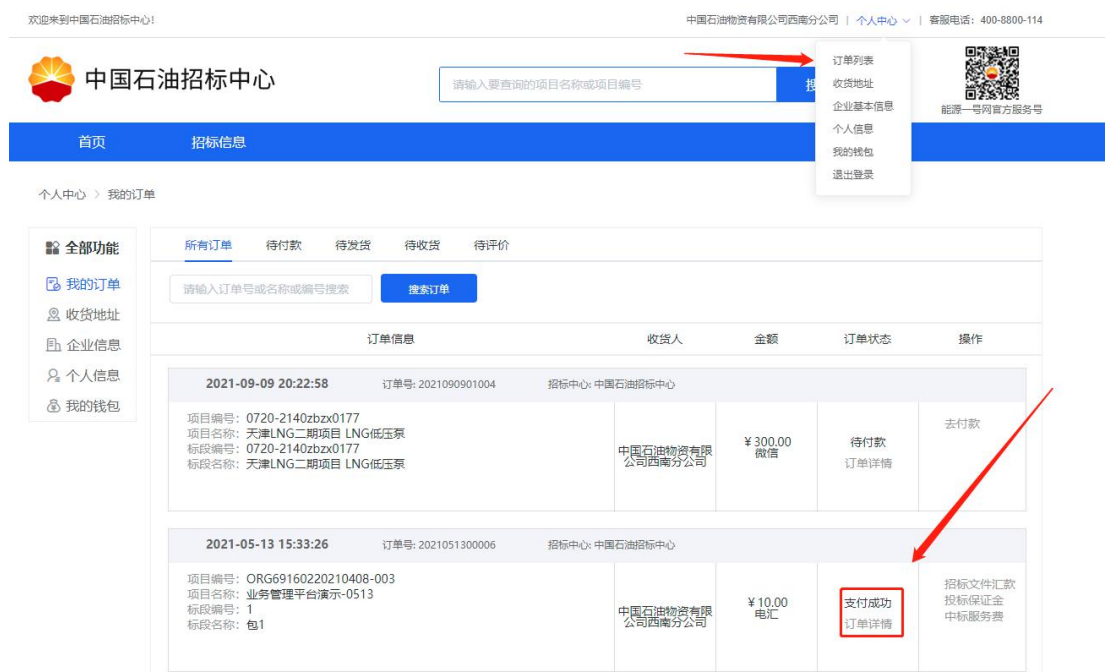 欢迎来到中国石油招标中心!
中国石油物资有限公司西南分公司 | 个人中心 | 客服电话: 400-8800-114
中国石油招标中心
请输入要查询的项目名称或项目编号
订单列表
收货地址
企业基本信息
个人信息
我的钱包
退出登录
能源一号网官方服务号
首页 招标信息
个人中心 > 我的订单
全部功能
我的订单
收货地址
企业信息
个人信息
我的钱包
所有订单 待付款 待发货 待收货 待评价
请输入订单号或名称或编号搜索 搜索订单
订单信息 收货人 金额 订单状态 操作
2021-09-09 20:22:58 订单号: 2021090901004 招标中心: 中国石油招标中心
项目编号: 0720-2140zbzx0177
项目名称: 天津LNG二期项目 LNG低压泵
标段编号: 0720-2140zbzx0177
标段名称: 天津LNG二期项目 LNG低压泵
中国石油物资有限
公司西南分公司
¥ 300.00
微信
待付款
订单详情
去付款
2021-05-13 15:33:26 订单号: 2021051300006 招标中心: 中国石油招标中心
项目编号: ORG69160220210408-003
项目名称: 业务管理平台演示-0513
标段编号: 1
标段名称: 包1
中国石油物资有限
公司西南分公司
¥ 10.00
电汇
支付成功
订单详情
招标文件汇款
投标保证金
中标服务费